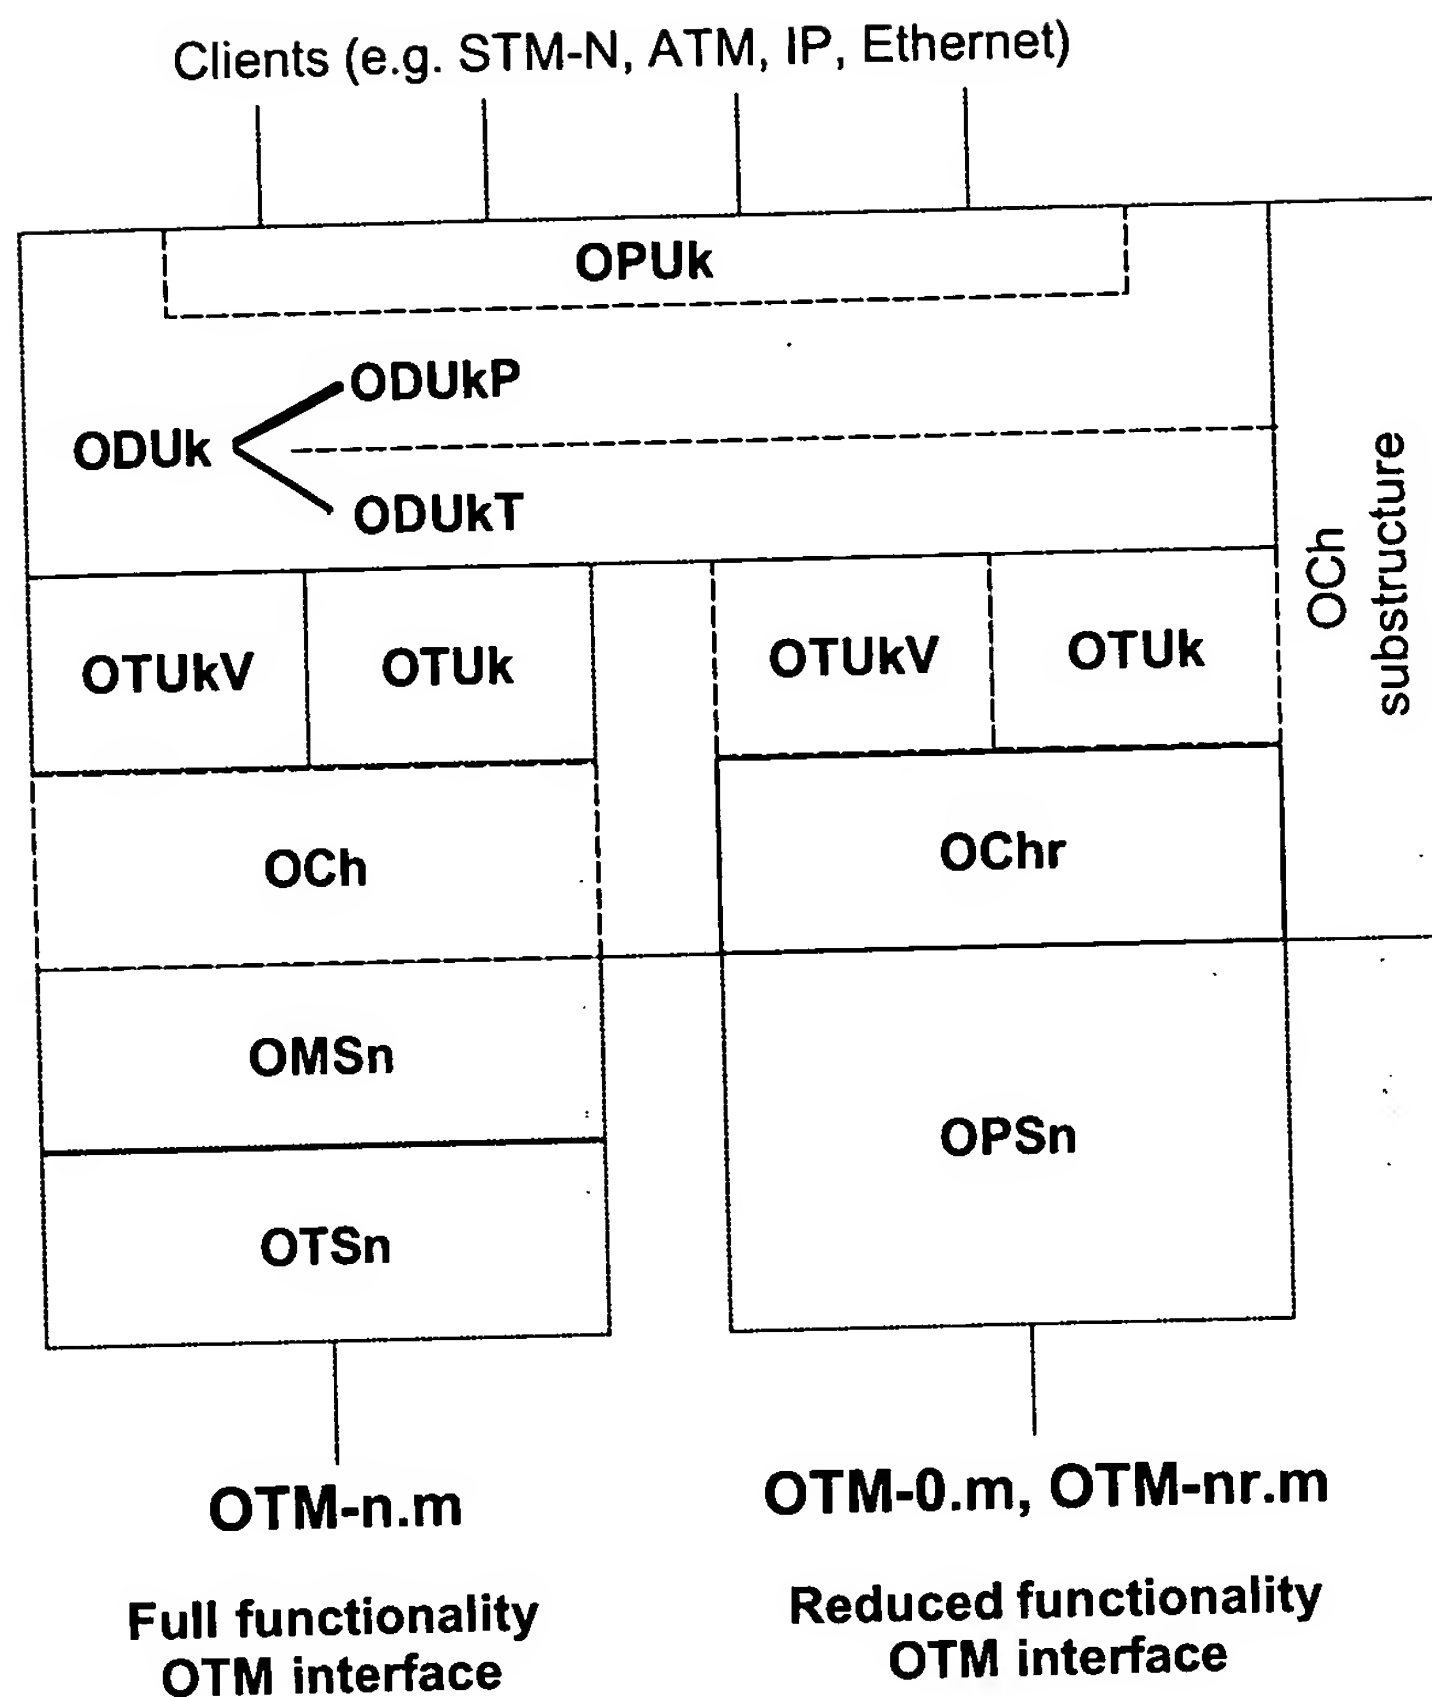 Clients (e.g. STM-N, ATM, IP, Ethernet)
OPUk
ODUkP
ODUk
ODUkT
OTUkV
OTUk
OTUkV
OTUk
OCh
substructure
OCh
OChr
OMSn
OPSn
OTSn
OTM-n.m
OTM-0.m, OTM-nr.m
Full functionality
OTM interface
Reduced functionality
OTM interface